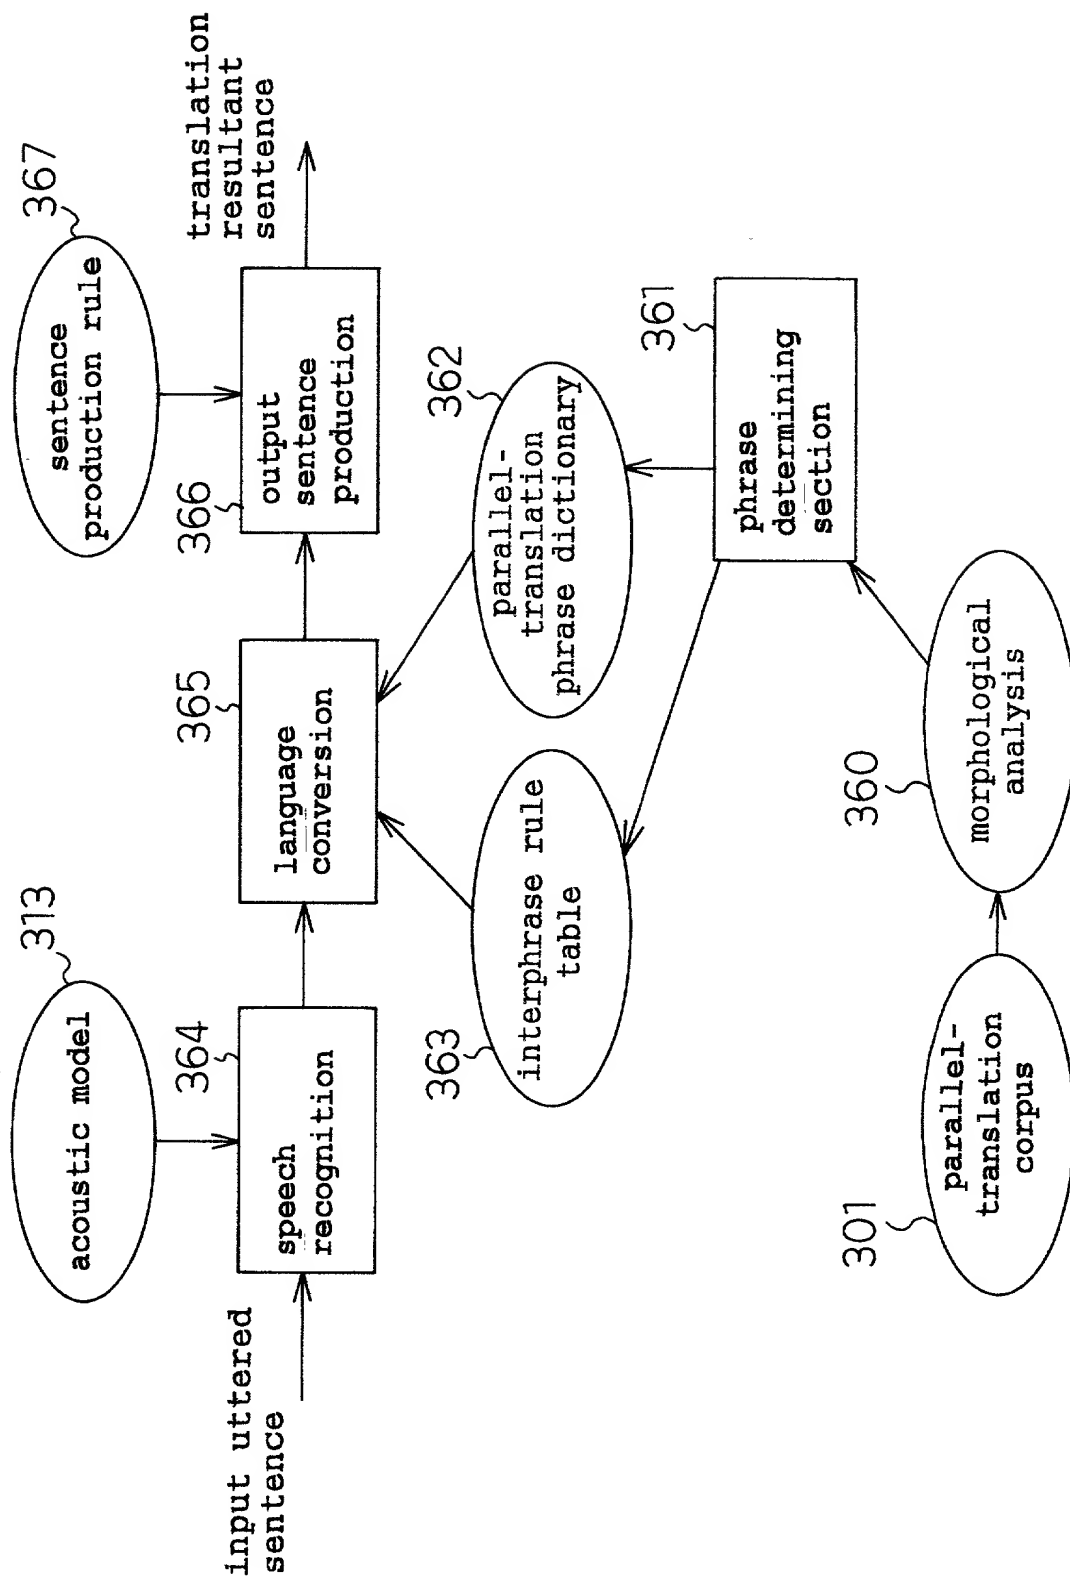 input uttered
sentence
acoustic model
313
364
speech
recognition
365
language
conversion
366
output
sentence
production
sentence
production rule
367
translation
resultant
sentence
363
interphrase rule
table
362
parallel-
translation
phrase dictionary
361
phrase
determining
section
360
morphological
analysis
301
parallel-
translation
corpus